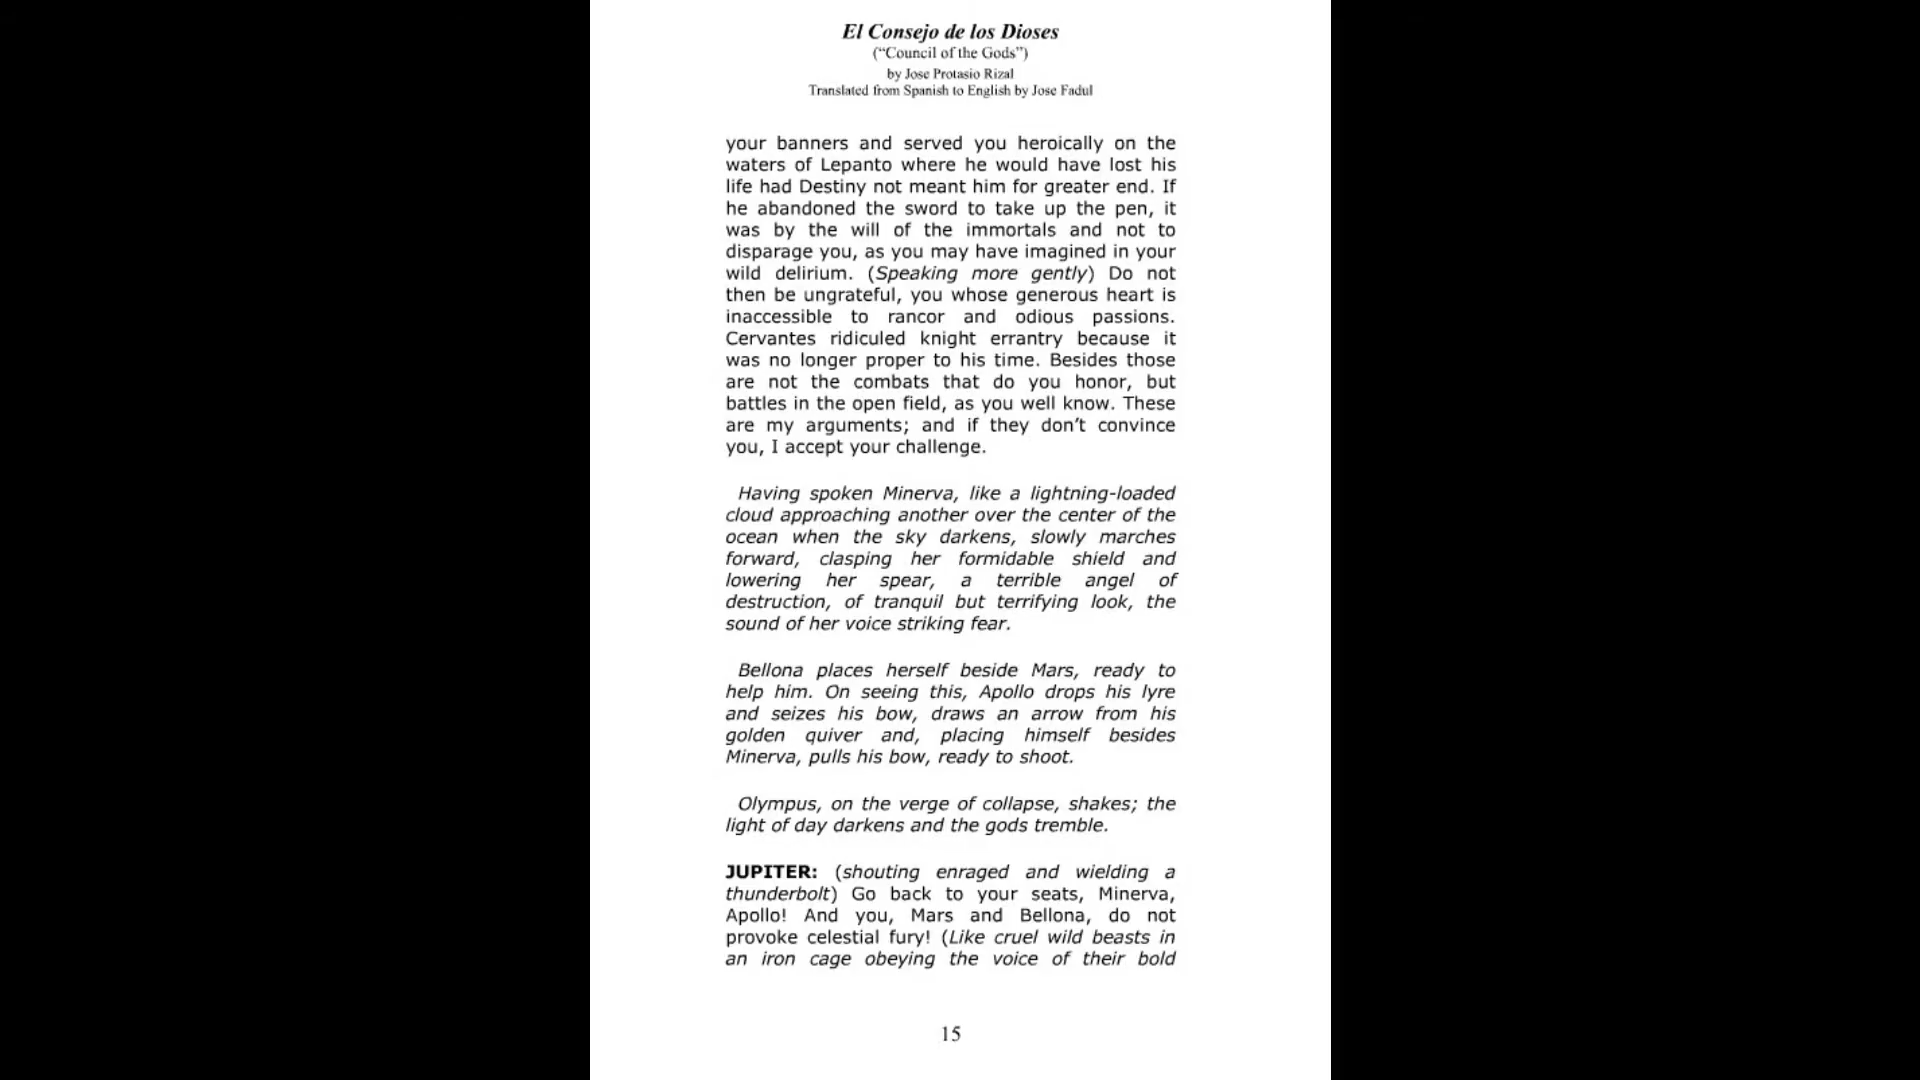 El Consejo de los Dioses
(“Council of the Gods”)
by Jose Protasio Rizal
Translated from Spanish to English by Jose Fadul
your banners and served you heroically on the
waters of Lepanto where he would have lost his
life had Destiny not meant him for greater end. If
he abandoned the sword to take up the pen, it
was by the will of the immortals and not to
disparage you, as you may have imagined in your
wild delirium. (Speaking more gently) Do not
then be ungrateful, you whose generous heart is
inaccessible to rancor and odious passions.
Cervantes ridiculed knight errantry because it
was no longer proper to his time. Besides those
are not the combats that do you honor, but
battles in the open field, as you well know. These
are my arguments; and if they don’t convince
you, I accept your challenge.
Having spoken Minerva, like a lightning-loaded
cloud approaching another over the center of the
ocean when the sky darkens, slowly marches
forward, clasping her formidable shield and
lowering her spear, a terrible angel of
destruction, of tranquil but terrifying look, the
sound of her voice striking fear.
Bellona places herself beside Mars, ready to
help him. On seeing this, Apollo drops his lyre
and seizes his bow, draws an arrow from his
golden quiver and, placing himself besides
Minerva, pulls his bow, ready to shoot.
Olympus, on the verge of collapse, shakes; the
light of day darkens and the gods tremble.
JUPITER: (shouting enraged and wielding a
thunderbolt) Go back to your seats, Minerva,
Apollo! And you, Mars and Bellona, do not
provoke celestial fury! (Like cruel wild beasts in
an iron cage obeying the voice of their bold
15